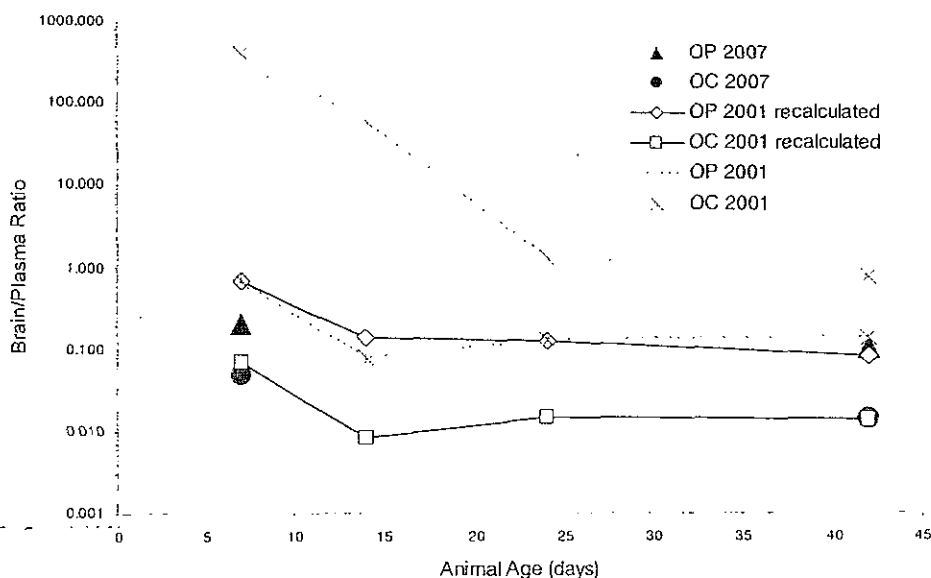 1000.000
100.000
10.000
1.000
0.100
0.010
0.001
Brain/Plasma Ratio
OP 2007
OC 2007
OP 2001 recalculated
OC 2001 recalculated
OP 2001
OC 2001
0 5 10 15 20 25 30 35 40 45
Animal Age (days)